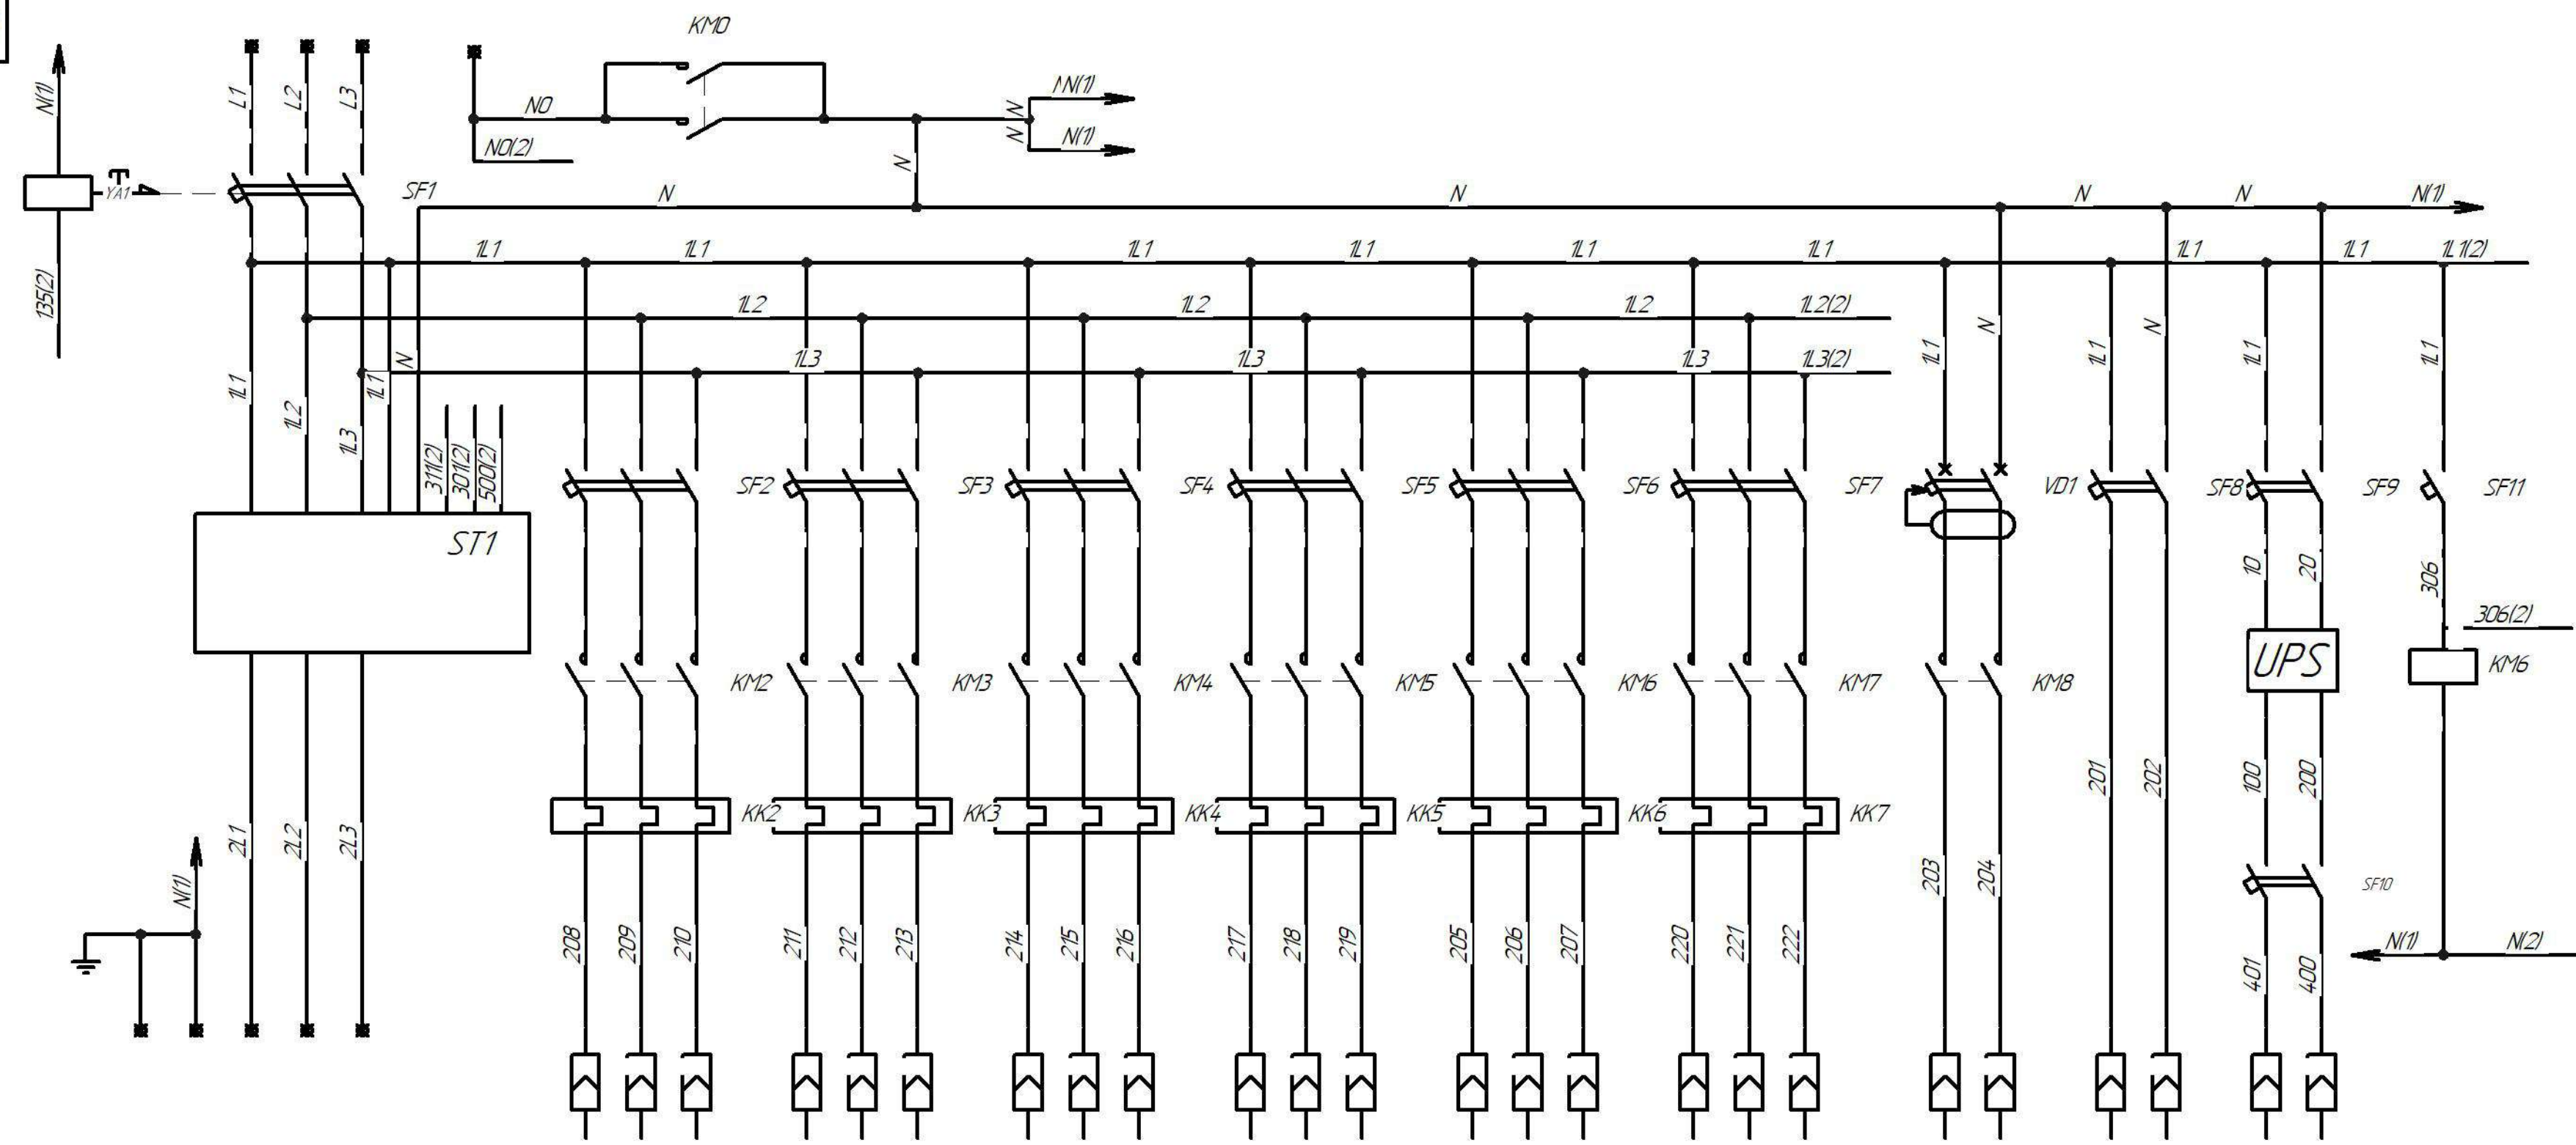 KM0
N(1)
L1
L2
L3
N0
N0(2)
N
N
NN(1)
N(1)
N
YA1
SF1
135(2)
N
N
N
N
N(1)
1L1
1L1
1L1
1L1
1L1
1L1
1L1
1L1
1L1(2)
1L2
1L2
1L2
1L2(2)
1L3
1L3
1L3
1L3(2)
1L1
1L2
1L3
1L1
N
311(2)
301(2)
500(2)
1L1
N
1L1
N
1L1
1L1
SF2
SF3
SF4
SF5
SF6
SF7
VD1
SF8
SF9
SF11
ST1
10
20
306
306(2)
UPS
KM6
KM2
KM3
KM4
KM5
KM6
KM7
KM8
201
202
100
200
KK2
KK3
KK4
KK5
KK6
KK7
2L1
2L2
2L3
N(1)
203
204
SF10
208
209
210
211
212
213
214
215
216
217
218
219
205
206
207
220
221
222
401
400
N(1)
N(2)